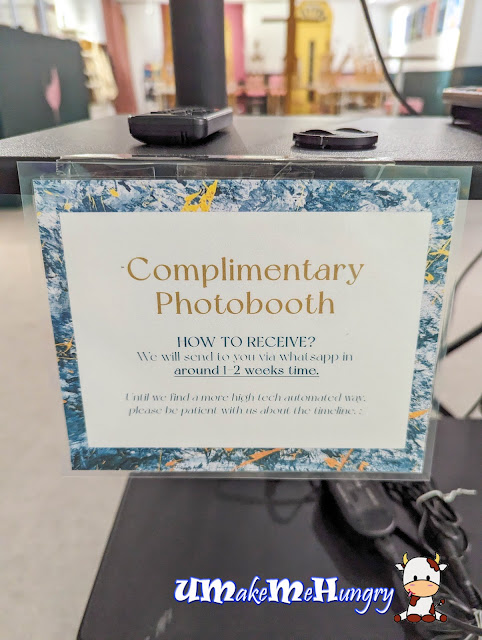 Complimentary
Photobooth
HOW TO RECEIVE?
We will send to you via whatsapp in
around 1-2 weeks time.
Until we find a more high tech automated way,
please be patient with us about the timeline. :
UMakeMeHungry